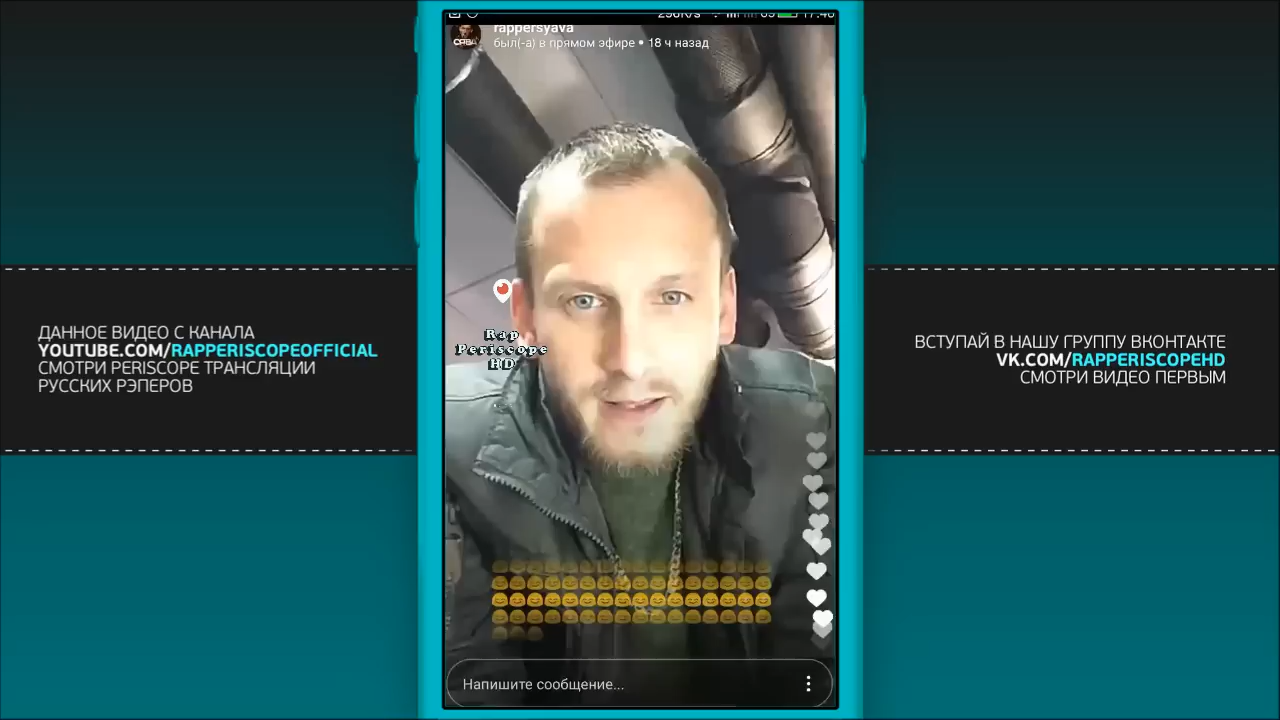 rappersyava
был(-а) в прямом эфире • 18 ч назад
Rap
Periscope
HD
ДАННОЕ ВИДЕО С КАНАЛА
YOUTUBE.COM/RAPPERISCOPEOFFICIAL
СМОТРИ PERISCOPE ТРАНСЛЯЦИИ
РУССКИХ РЭПЕРОВ
ВСТУПАЙ В НАШУ ГРУППУ ВКОНТАКТЕ
VK.COM/RAPPERISCOPEHD
СМОТРИ ВИДЕО ПЕРВЫМ
Напишите сообщение...